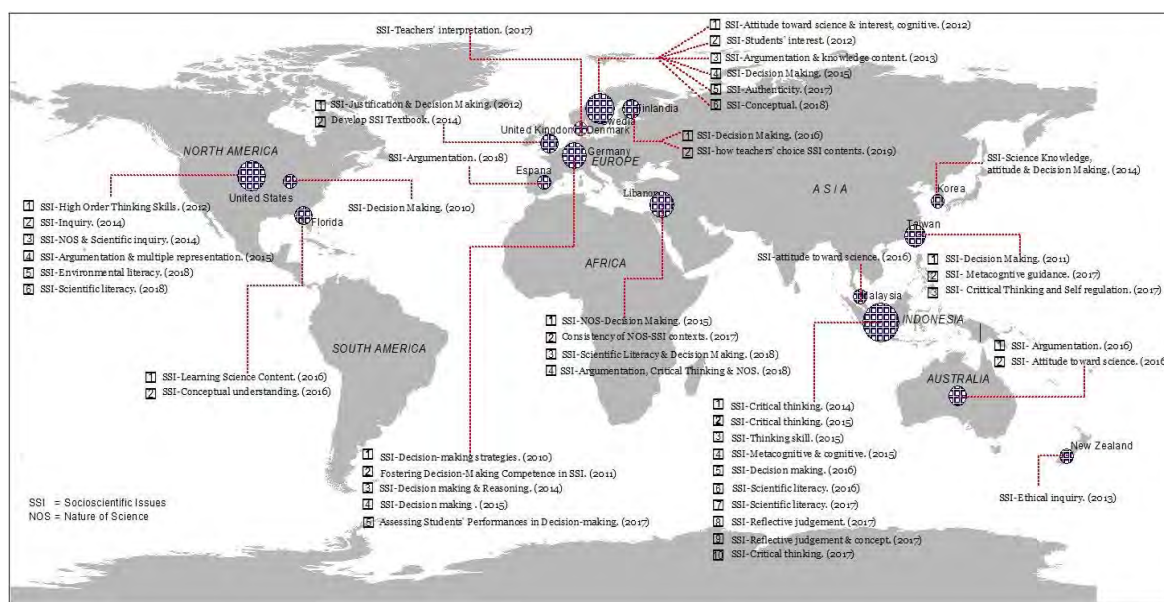 SSI-Teachers' interpretation. (2017)
1 SSI-Attitude toward science & interest, cognitive. (2012)
2 SSI-Students' interest. (2012)
3 SSI-Argumentation & knowledge content. (2013)
4 SSI-Decision Making. (2015)
5 SSI-Authenticity. (2017)
6 SSI-Conceptual. (2018)
1 SSI-Justification & Decision Making. (2012)
2 Develop SSI Textbook. (2014)
Swedia
Finlandia
United Kingdom
Denmark
Germany
EUROPE
1 SSI-Decision Making. (2016)
2 SSI-how teachers' choice SSI contents. (2019)
NORTH AMERICA
United States
SSI-Argumentation. (2018)
Espana
Libanon
ASIA
SSI-Science Knowledge,
attitude & Decision Making. (2014)
Korea
SSI-Decision Making. (2010)
Florida
1 SSI-High Order Thinking Skills. (2012)
2 SSI-Inquiry. (2014)
3 SSI-NOS & Scientific inquiry. (2014)
4 SSI-Argumentation & multiple representation. (2015)
5 SSI-Environmental literacy. (2018)
6 SSI-Scientific literacy. (2018)
Taiwan
1 SSI-Decision Making. (2011)
2 SSI- Metacognive guidance. (2017)
3 SSI- Crittical Thinking and Self regulation. (2017)
AFRICA
SSI-attitude toward science. (2016)
Malaysia
INDONESIA
1 SSI-NOS-Decision Making. (2015)
2 Consistency of NOS-SSI contexts. (2017)
3 SSI-Scientific Literacy & Decision Making. (2018)
4 SSI-Argumentation, Critical Thinking & NOS. (2018)
SOUTH AMERICA
1 SSI-Learning Science Content. (2016)
2 SSI-Conceptual understanding. (2016)
1 SSI- Argumentation. (2016)
2 SSI- Attitude toward science. (2016
AUSTRALIA
1 SSI-Critical thinking. (2014)
2 SSI-Critical thinking. (2015)
3 SSI-Thinking skill. (2015)
4 SSI-Metacognitive & cognitive. (2015)
5 SSI-Decision making. (2016)
6 SSI-Scientific literacy. (2016)
7 SSI-Scientific literacy. (2017)
8 SSI-Reflective judgement. (2017)
9 SSI-Reflective judgement & concept. (2017)
10 SSI-Critical thinking. (2017)
New Zealand
SSI-Ethical inquiry. (2013)
1 SSI-Decision-making strategies. (2010)
2 Fostering Decision-Making Competence in SSI. (2011)
3 SSI-Decision making & Reasoning. (2014)
4 SSI-Decision making . (2015)
5 Assessing Students' Performances in Decision-making. (2017)
SSI = Socioscientific Issues
NOS = Nature of Science